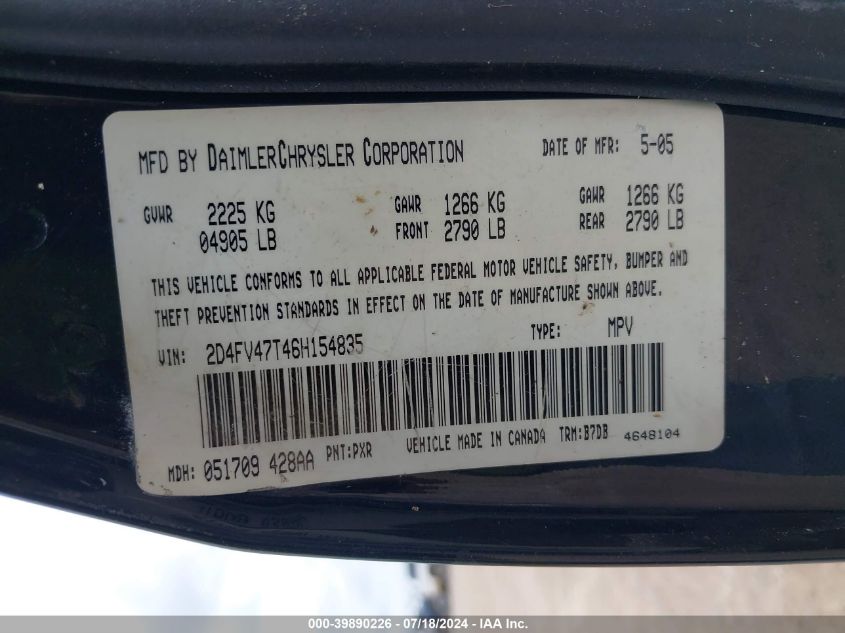 MFD BY DAIMLERCHRYSLER CORPORATION DATE OF MFR: 5-05
GVWR 2225 KG GAWR 1266 KG GAWR 1266 KG
04905 LB FRONT 2790 LB REAR 2790 LB
THIS VEHICLE CONFORMS TO ALL APPLICABLE FEDERAL MOTOR VEHICLE SAFETY, BUMPER AND
THEFT PREVENTION STANDARDS IN EFFECT ON THE DATE OF MANUFACTURE SHOWN ABOVE.
VIN: 2D4FV47T46H154835 TYPE: MPV
MDH: 051709 428AA PNT:PXR VEHICLE MADE IN CANADA TRM:B7DB 4648104
000-39890226 - 07/18/2024 - IAA Inc.